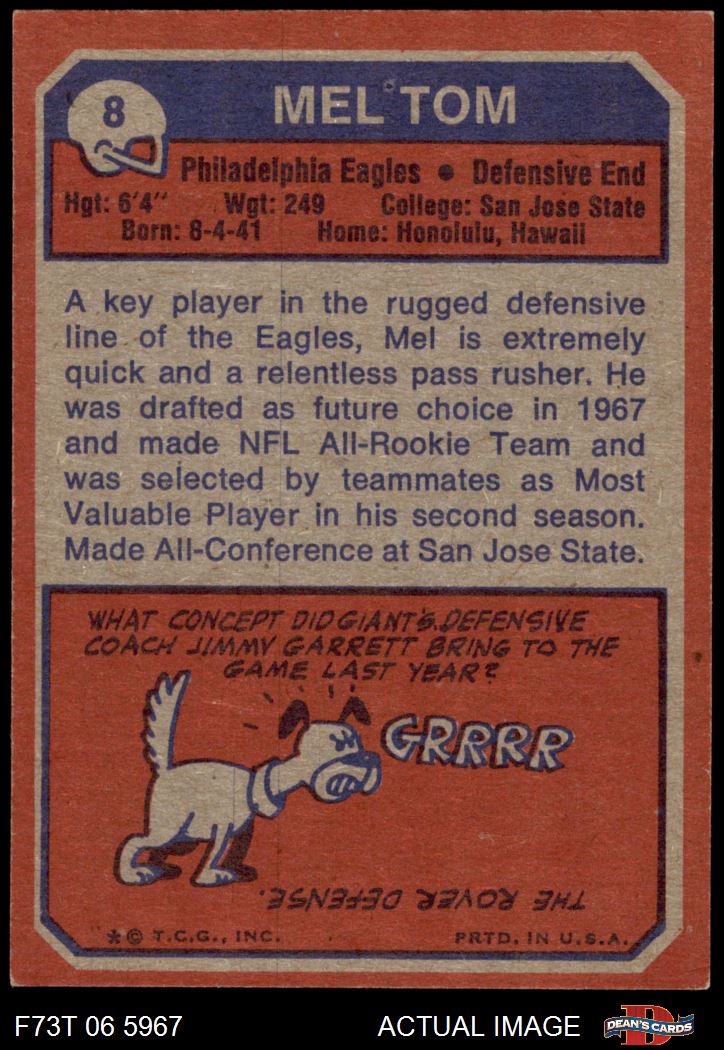 8
MEL TOM
Philadelphia Eagles • Defensive End
Hgt: 6'4" Wgt: 249 College: San Jose State
Born: 8-4-41 Home: Honolulu, Hawaii
A key player in the rugged defensive
line of the Eagles, Mel is extremely
quick and a relentless pass rusher. He
was drafted as future choice in 1967
and made NFL All-Rookie Team and
was selected by teammates as Most
Valuable Player in his second season.
Made All-Conference at San Jose State.
WHAT CONCEPT DID GIANT'S DEFENSIVE
COACH JIMMY GARRETT BRING TO THE
GAME LAST YEAR?
GRRRR
THE ROVER DEFENSE.
*© T.C.G., INC. PRTD. IN U.S.A.
F73T 06 5967 ACTUAL IMAGE
D
DEAN'S CARDS